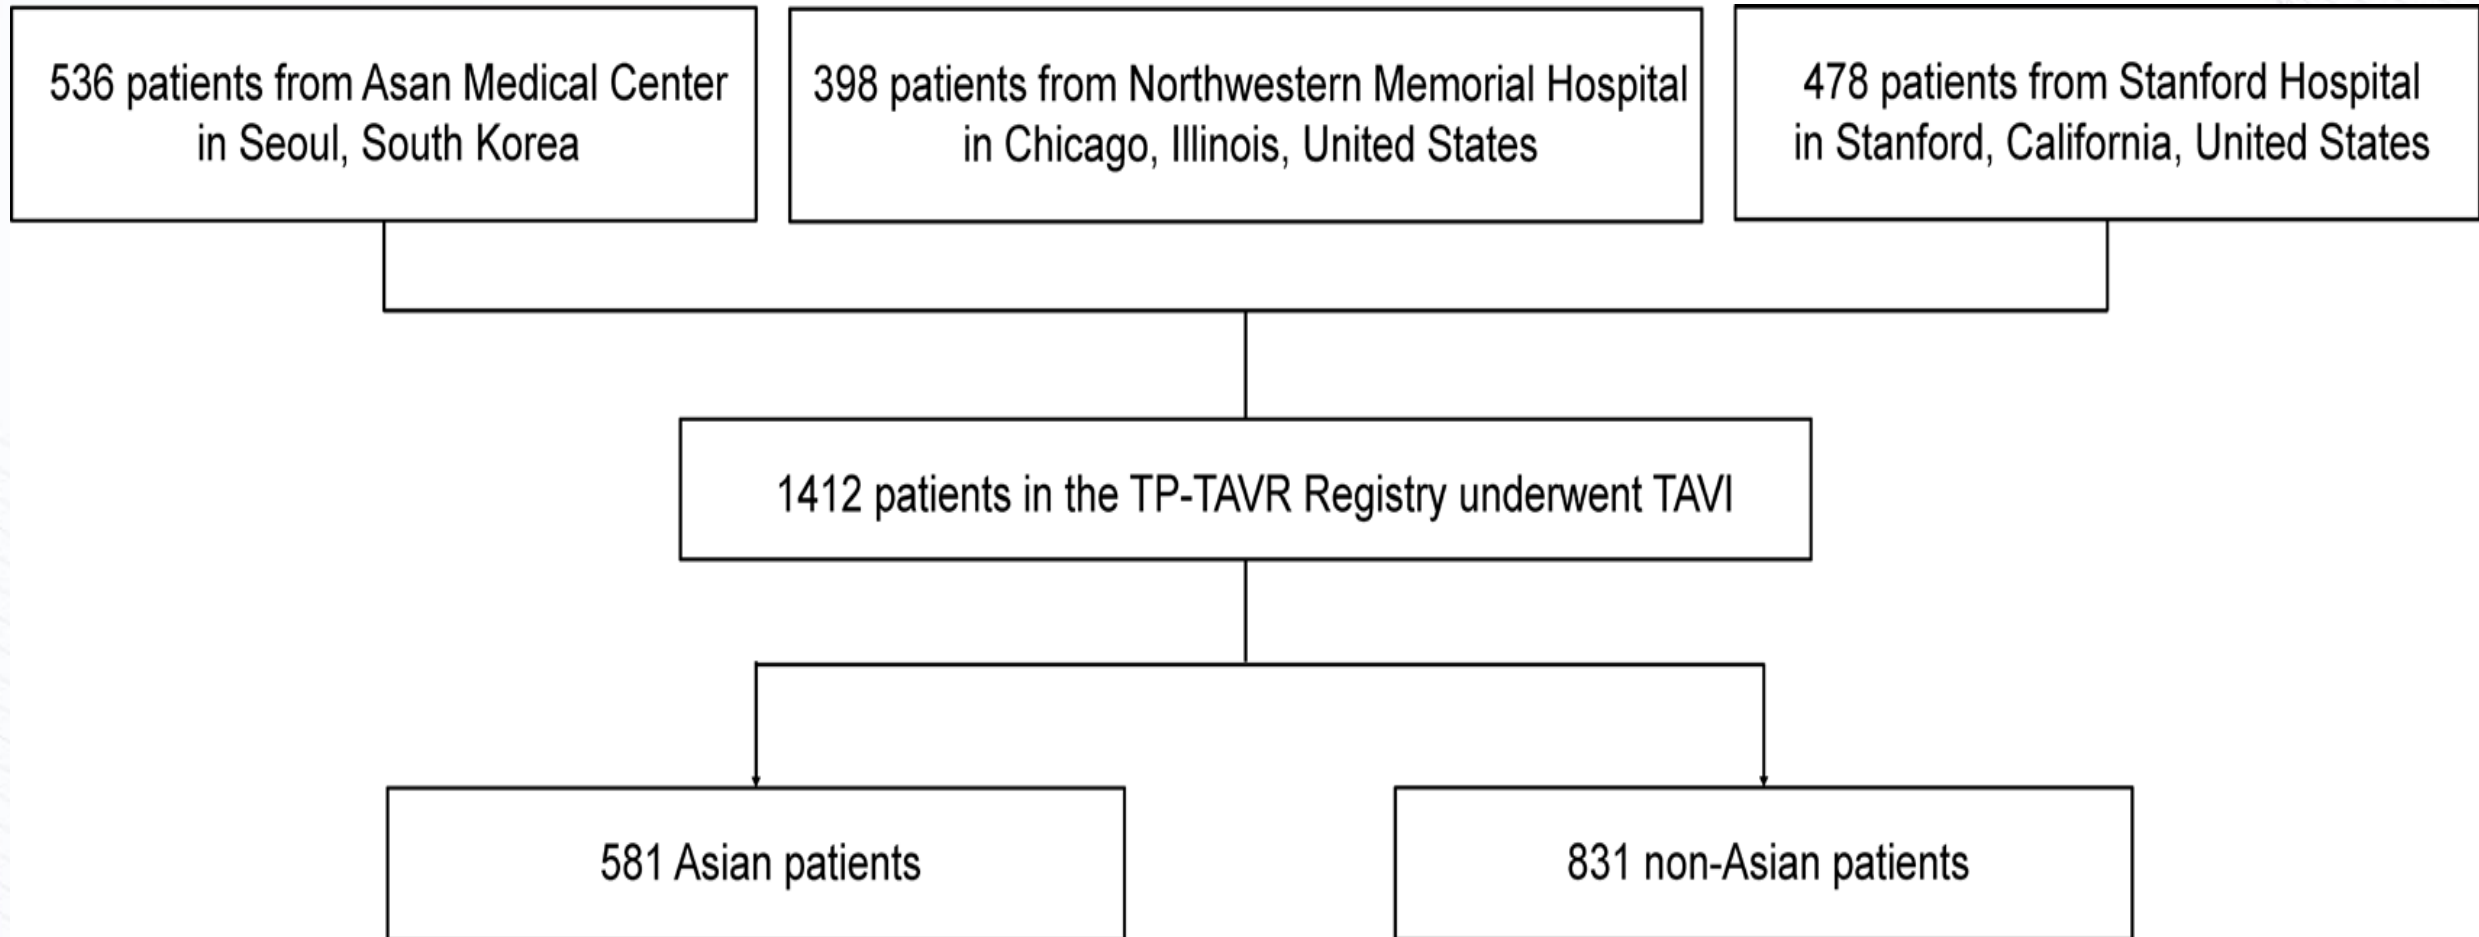 536 patients from Asan Medical Center
in Seoul, South Korea
398 patients from Northwestern Memorial Hospital
in Chicago, Illinois, United States
478 patients from Stanford Hospital
in Stanford, California, United States
1412 patients in the TP-TAVR Registry underwent TAVI
581 Asian patients
831 non-Asian patients